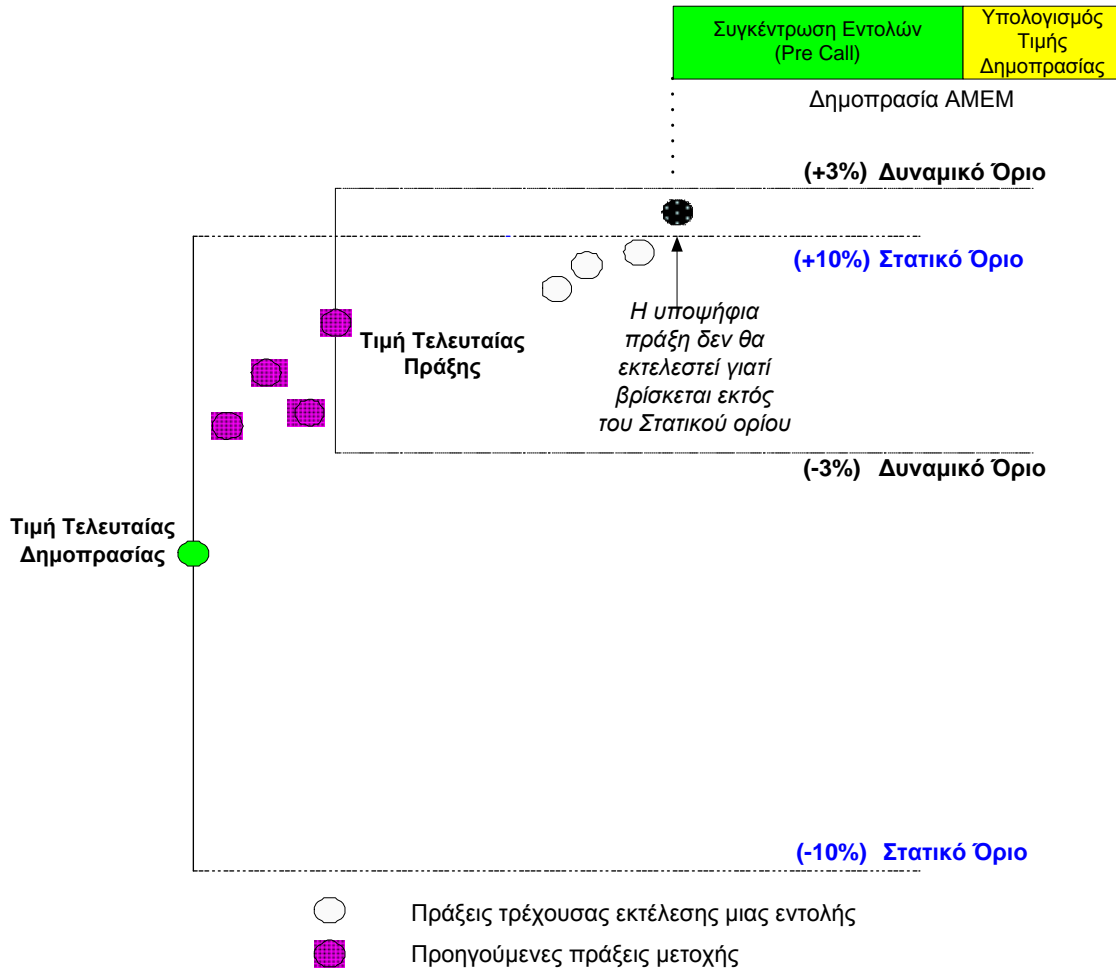 Συγκέντρωση Εντολών
(Pre Call)
Υπολογισμός
Τιμής
Δημοπρασίας
Δημοπρασία ΑΜΕΜ
(+3%) Δυναμικό Όριο
(+10%) Στατικό Όριο
Η υποψήφια
πράξη δεν θα
εκτελεστεί γιατί
βρίσκεται εκτός
του Στατικού ορίου
Τιμή Τελευταίας
Πράξης
(-3%) Δυναμικό Όριο
Τιμή Τελευταίας
Δημοπρασίας
(-10%) Στατικό Όριο
Πράξεις τρέχουσας εκτέλεσης μιας εντολής
Προηγούμενες πράξεις μετοχής